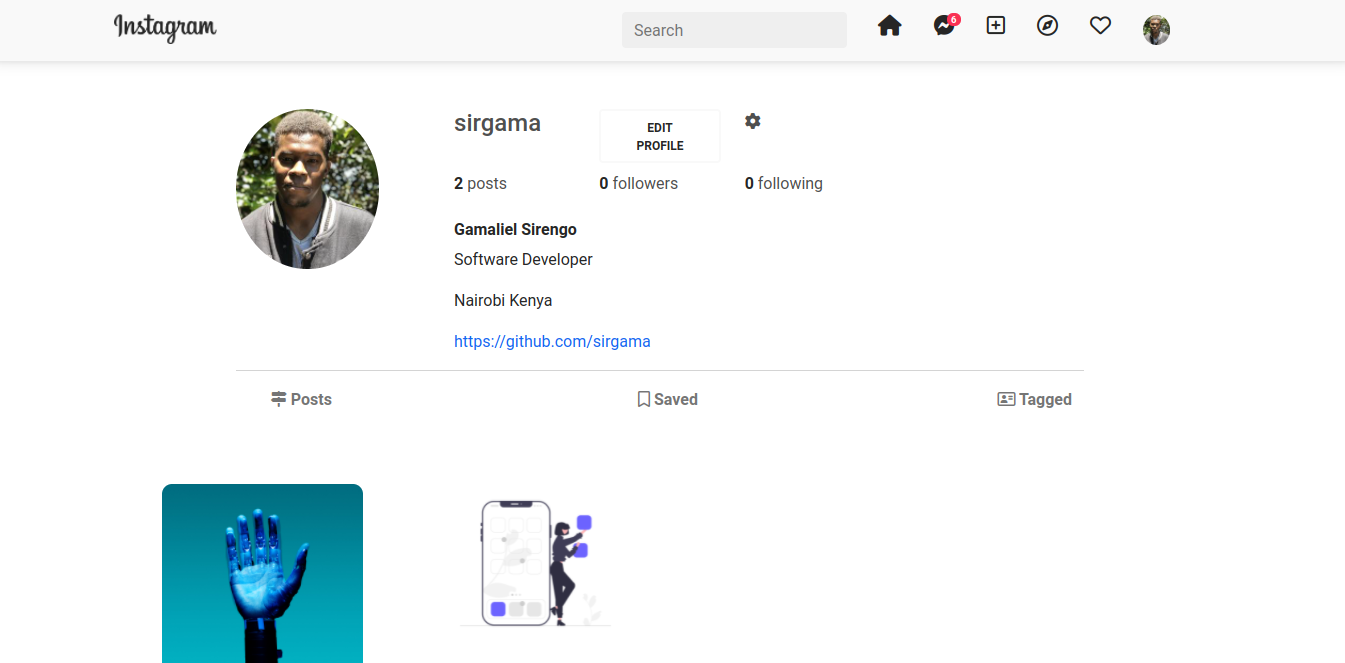 Instagram
Search
6
sirgama
EDIT
PROFILE
2 posts
0 followers
0 following
Gamaliel Sirengo
Software Developer
Nairobi Kenya
https://github.com/sirgama
Posts
Saved
Tagged